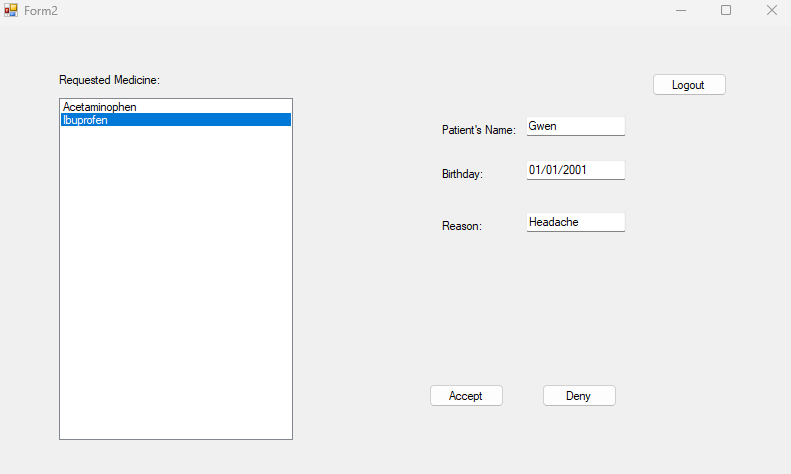 Form2
Requested Medicine:
Logout
Acetaminophen
Ibuprofen
Patient's Name: Gwen
Birthday: 01/01/2001
Reason: Headache
Accept Deny